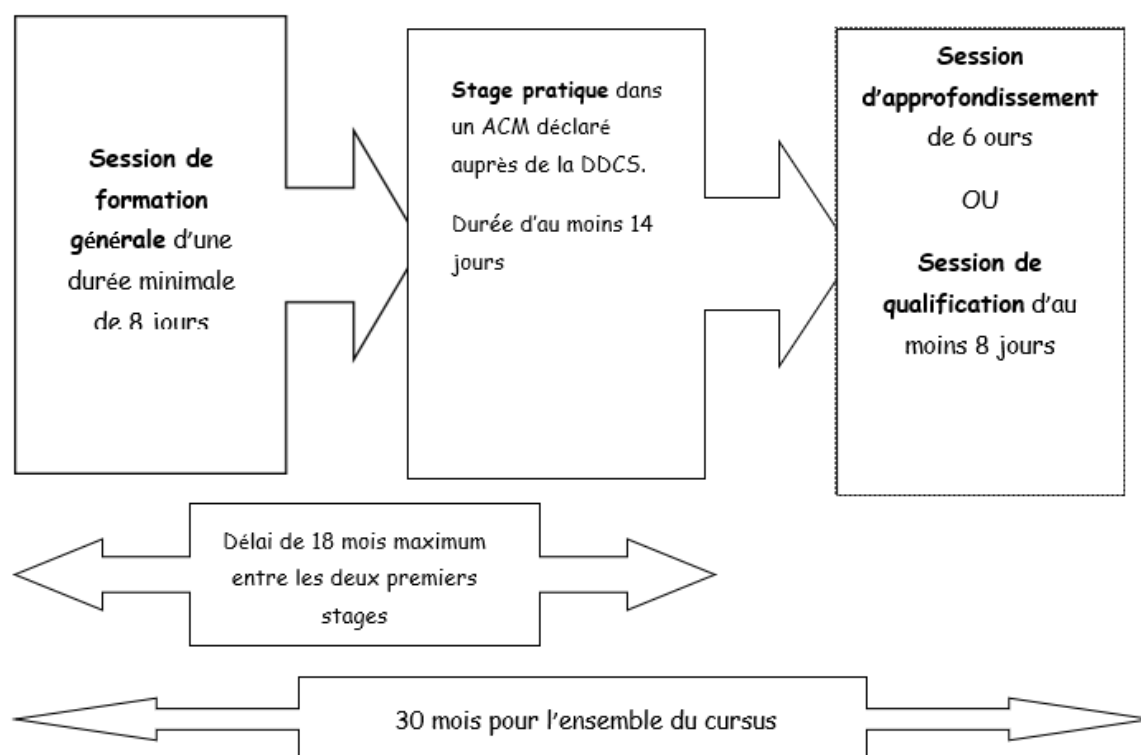 Session de
formation
générale d'une
durée minimale
de 8 jours
Stage pratique dans
un ACM déclaré
auprès de la DDCS.
Durée d'au moins 14
jours
Session
d'approfondissement
de 6 ours
OU
Session de
qualification d'au
moins 8 jours
Délai de 18 mois maximum
entre les deux premiers
stages
30 mois pour l'ensemble du cursus